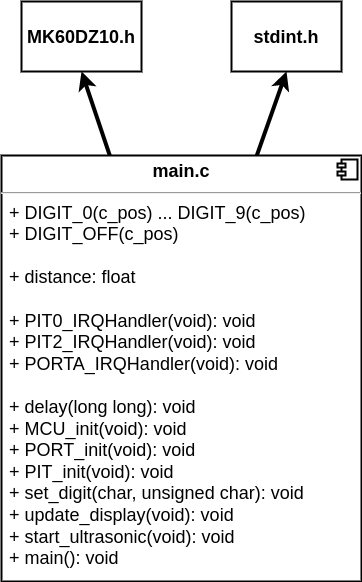 MK60DZ10.h
stdint.h
main.c
+ DIGIT_0(c_pos) ... DIGIT_9(c_pos)
+ DIGIT_OFF(c_pos)
+ distance: float
+ PIT0_IRQHandler(void): void
+ PIT2_IRQHandler(void): void
+ PORTA_IRQHandler(void): void
+ delay(long long): void
+ MCU_init(void): void
+ PORT_init(void): void
+ PIT_init(void): void
+ set_digit(char, unsigned char): void
+ update_display(void): void
+ start_ultrasonic(void): void
+ main(): void